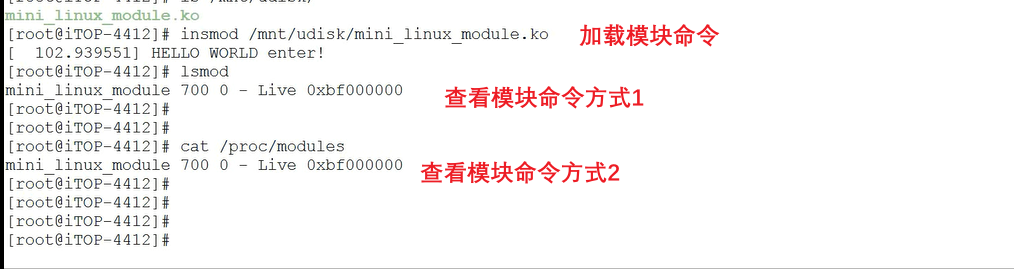 mini_linux_module.ko
[root@iTOP-4412]# insmod /mnt/udisk/mini_linux_module.ko 加载模块命令
[  102.939551] HELLO WORLD enter!
[root@iTOP-4412]# lsmod
mini_linux_module 700 0 - Live 0xbf000000
查看模块命令方式1
[root@iTOP-4412]#
[root@iTOP-4412]#
[root@iTOP-4412]# cat /proc/modules
mini_linux_module 700 0 - Live 0xbf000000
查看模块命令方式2
[root@iTOP-4412]#
[root@iTOP-4412]#
[root@iTOP-4412]#
[root@iTOP-4412]#